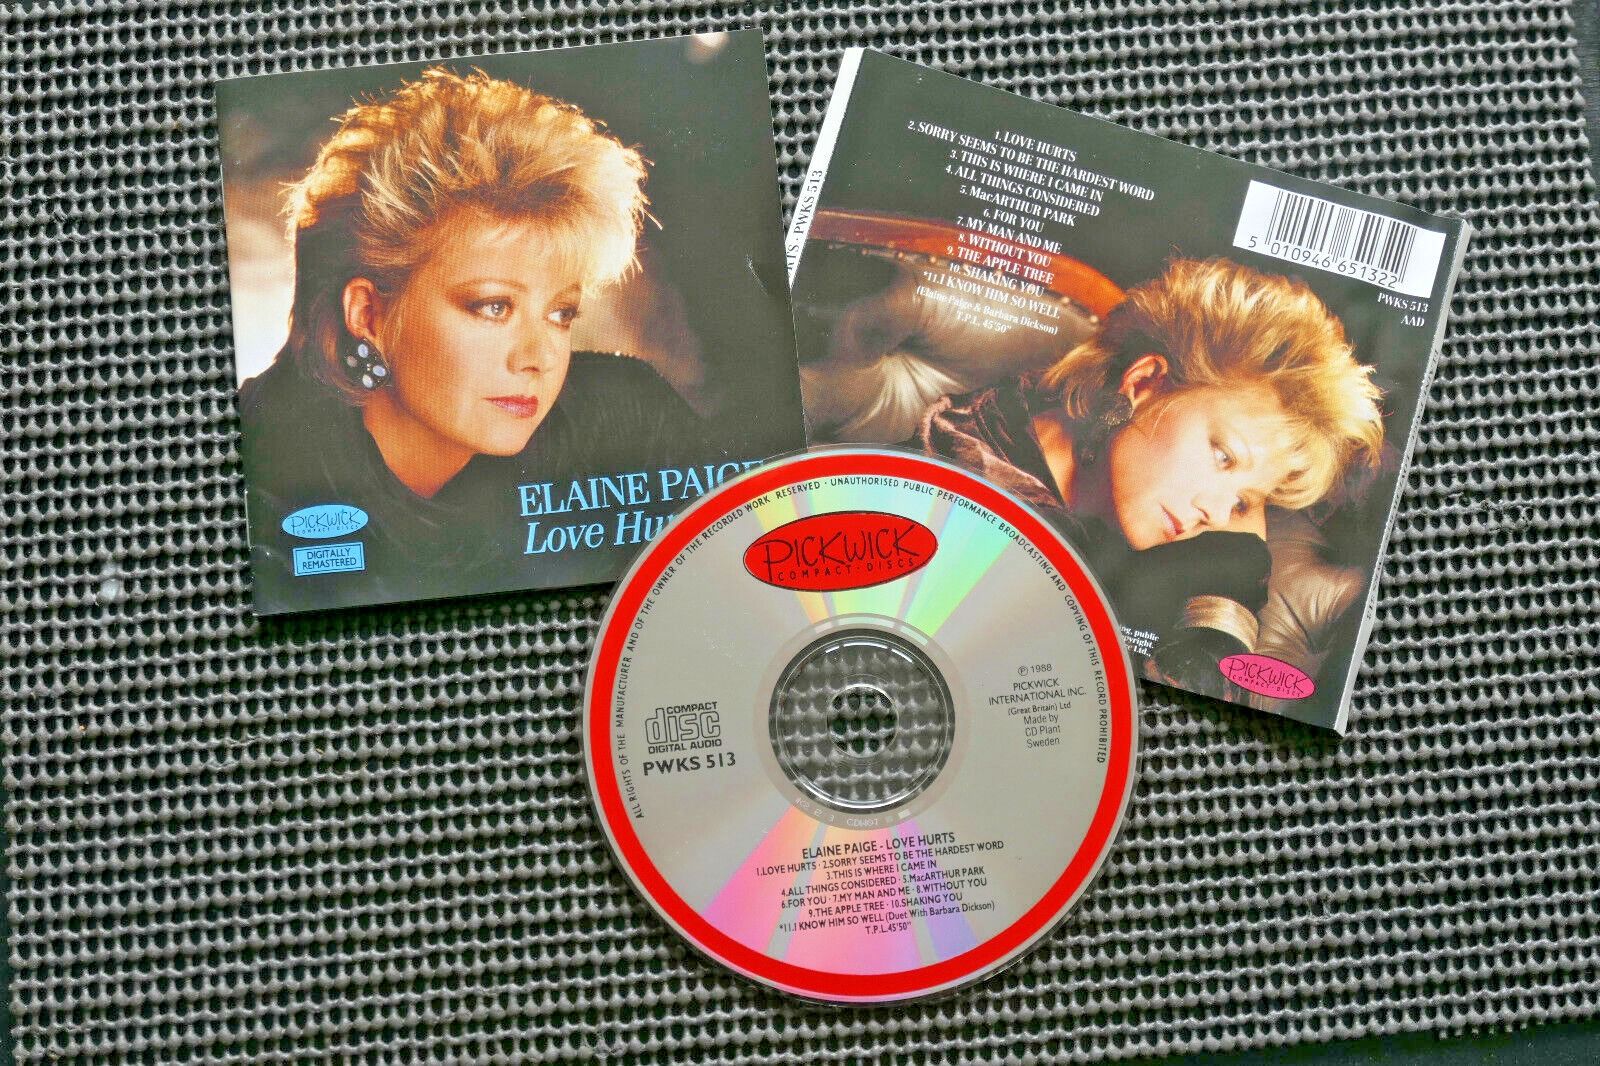 ELAINE PAIGE
Love Hu
PICKWICK
COMPACT·DISCS
DIGITALLY
REMASTERED
PWKS 513
1. LOVE HURTS
2. SORRY SEEMS TO BE THE HARDEST WORD
3. THIS IS WHERE I CAME IN
4. ALL THINGS CONSIDERED
5. MacARTHUR PARK
6. FOR YOU
7. MY MAN AND ME
8. WITHOUT YOU
9. THE APPLE TREE
10. SHAKING YOU
*11. I KNOW HIM SO WELL
(Elaine Paige & Barbara Dickson)
T.P.L. 45'50"
5 010946 651322
PWKS 513
AAD
public
PICKWICK
COMPACT·DISCS
ALL RIGHTS OF THE MANUFACTURER AND OF THE OWNER OF THE RECORDED WORK RESERVED · UNAUTHORISED PUBLIC PERFORMANCE BROADCASTING AND COPYING OF THIS RECORD PROHIBITED
PICKWICK
COMPACT·DISCS
COMPACT
disc
DIGITAL AUDIO
PWKS 513
℗ 1988
PICKWICK
INTERNATIONAL INC.
(Great Britain) Ltd
Made by
CD Plant
Sweden
ELAINE PAIGE - LOVE HURTS
1.LOVE HURTS · 2.SORRY SEEMS TO BE THE HARDEST WORD
3.THIS IS WHERE I CAME IN
4.ALL THINGS CONSIDERED · 5.MacARTHUR PARK
6.FOR YOU · 7.MY MAN AND ME · 8.WITHOUT YOU
9.THE APPLE TREE · 10.SHAKING YOU
*11.I KNOW HIM SO WELL (Duet With Barbara Dickson)
T.P.L.45'50"